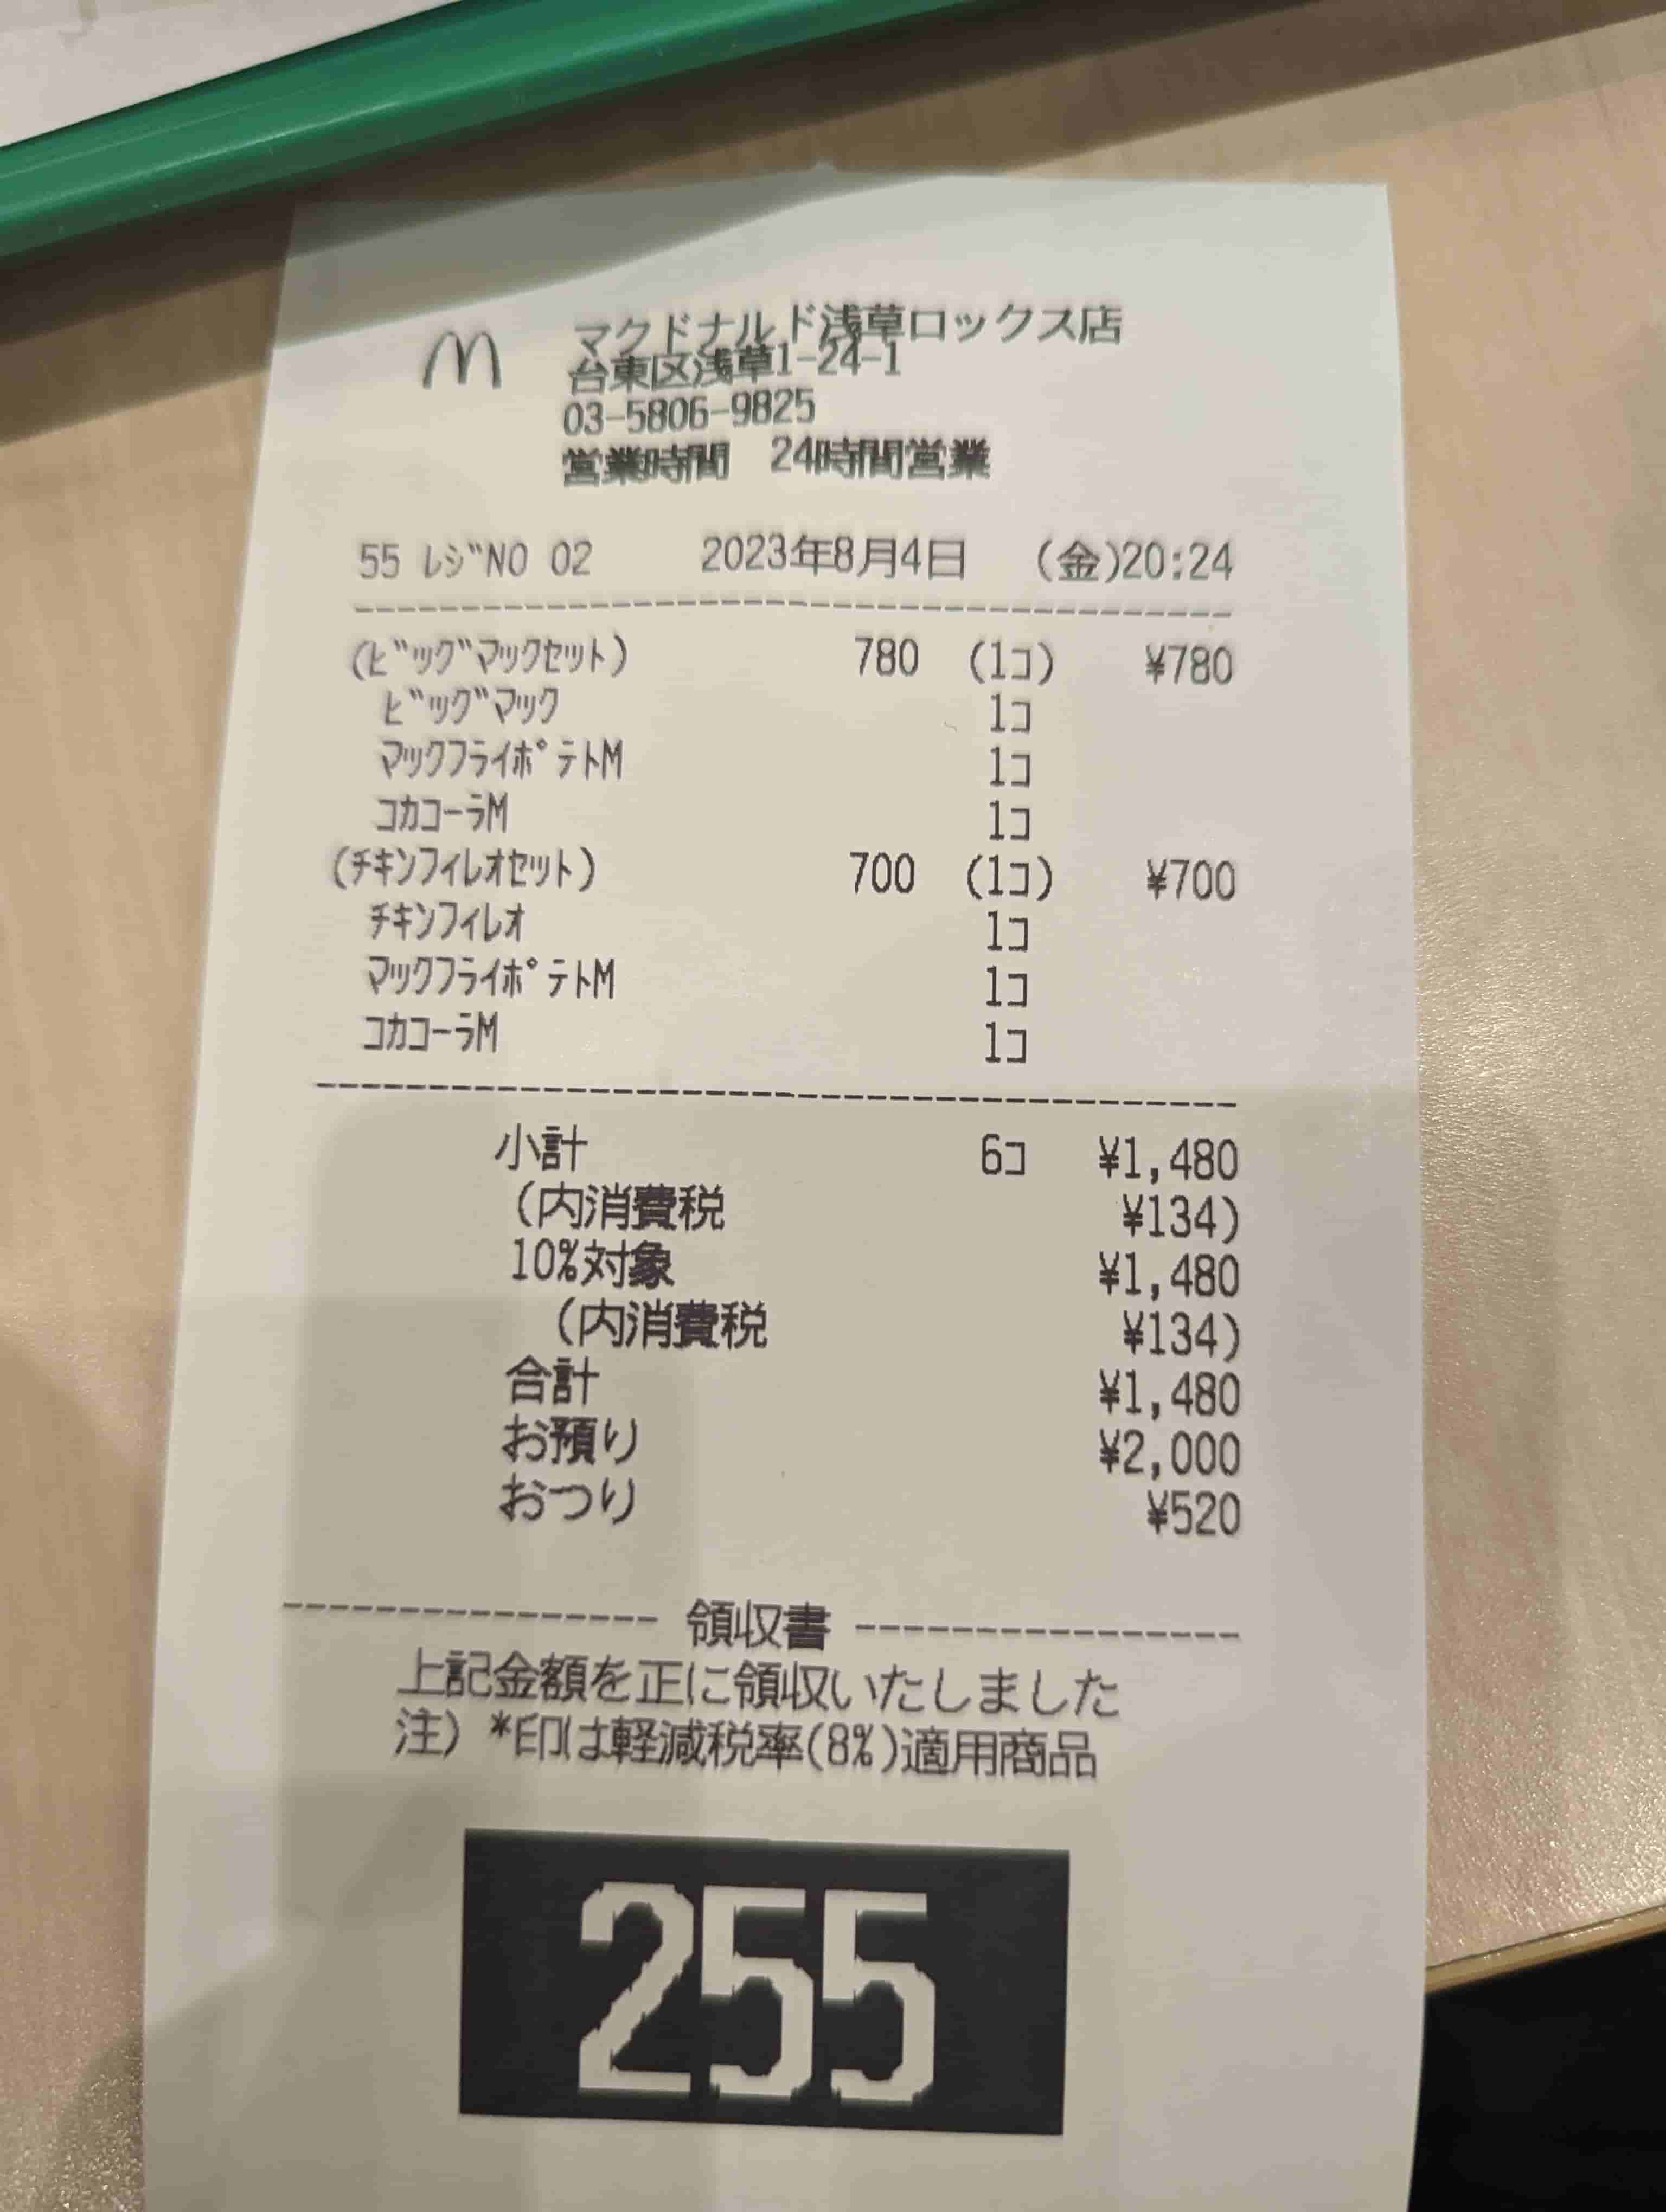 マクドナルド浅草ロックス店
台東区浅草1-24-1
03-5806-9825
営業時間 24時間営業
55 ﾚｼﾞNO 02 2023年8月4日 (金)20:24
(ﾋﾞｯｸﾞﾏｯｸｾｯﾄ) 780 (1コ) ¥780
ﾋﾞｯｸﾞﾏｯｸ 1コ
ﾏｯｸﾌﾗｲﾎﾟﾃﾄM 1コ
ｺｶｺｰﾗM 1コ
(ﾁｷﾝﾌｨﾚｵｾｯﾄ) 700 (1コ) ¥700
ﾁｷﾝﾌｨﾚｵ 1コ
ﾏｯｸﾌﾗｲﾎﾟﾃﾄM 1コ
ｺｶｺｰﾗM 1コ
小計 6コ ¥1,480
(内消費税 ¥134)
10%対象 ¥1,480
(内消費税 ¥134)
合計 ¥1,480
お預り ¥2,000
おつり ¥520
領収書
上記金額を正に領収いたしました
注) *印は軽減税率(8%)適用商品
255